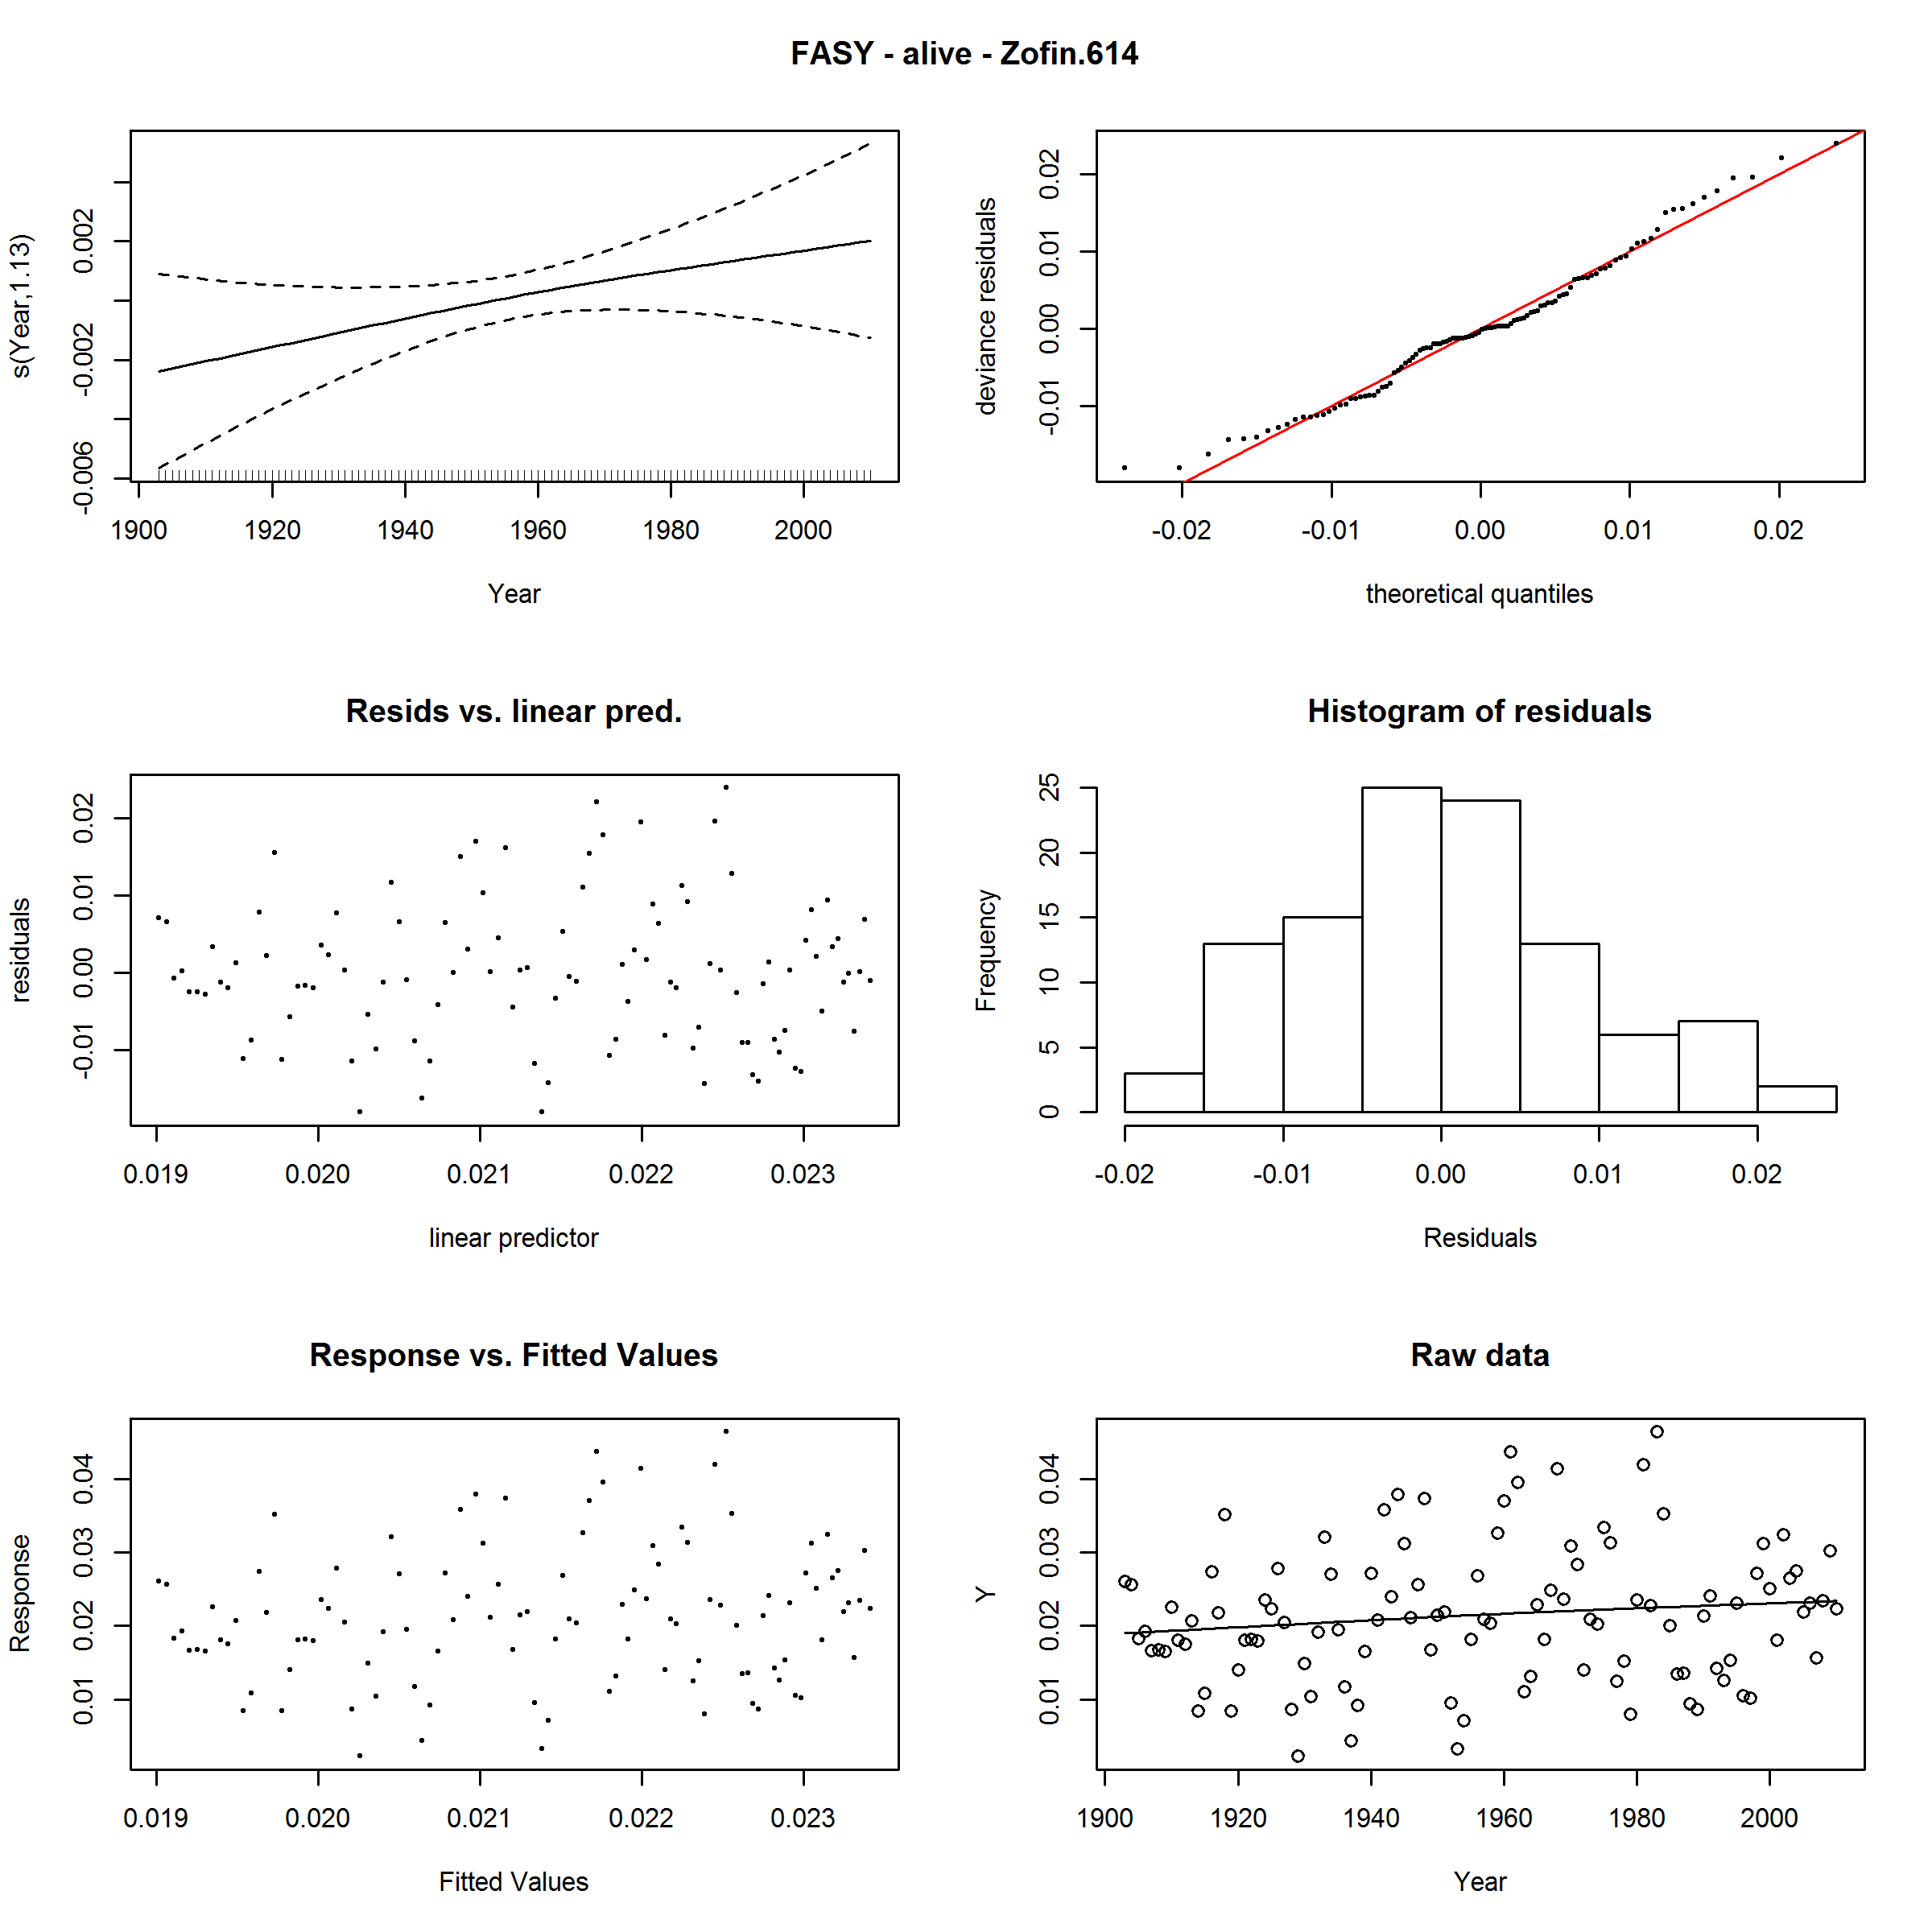 FASY - alive - Zofin.614
s(Year,1.13)
-0.006 -0.002 0.002
1900 1920 1940 1960 1980 2000
Year
deviance residuals
-0.01 0.00 0.01 0.02
-0.02 -0.01 0.00 0.01 0.02
theoretical quantiles
Resids vs. linear pred.
residuals
-0.01 0.00 0.01 0.02
0.019 0.020 0.021 0.022 0.023
linear predictor
Histogram of residuals
Frequency
0 5 10 15 20 25
-0.02 -0.01 0.00 0.01 0.02
Residuals
Response vs. Fitted Values
Response
0.01 0.02 0.03 0.04
0.019 0.020 0.021 0.022 0.023
Fitted Values
Raw data
Y
0.01 0.02 0.03 0.04
1900 1920 1940 1960 1980 2000
Year